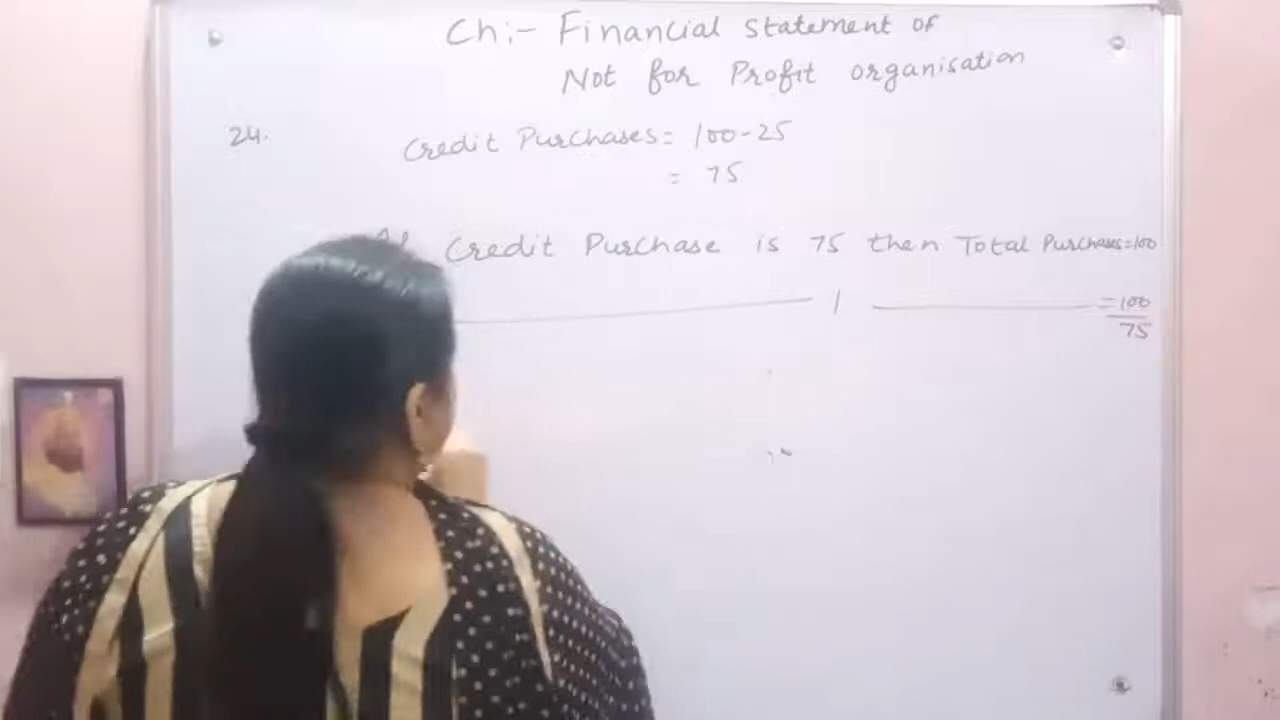 Ch:- Financial Statement of
Not for Profit organisation
24.
Credit Purchases = 100-25
= 75
Credit Purchase is 75 then Total Purchases=100
1 = 100
75